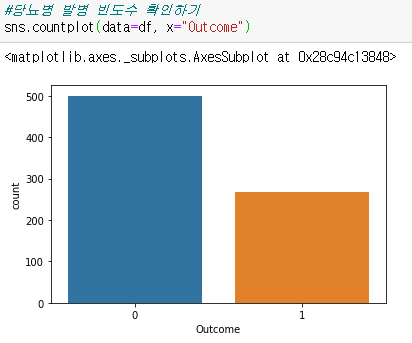 #당뇨병 발병 빈도수 확인하기
sns.countplot(data=df, x="Outcome")
<matplotlib.axes._subplots.AxesSubplot at 0x28c94c13848>
500
400
300
200
100
0
count
0 1
Outcome